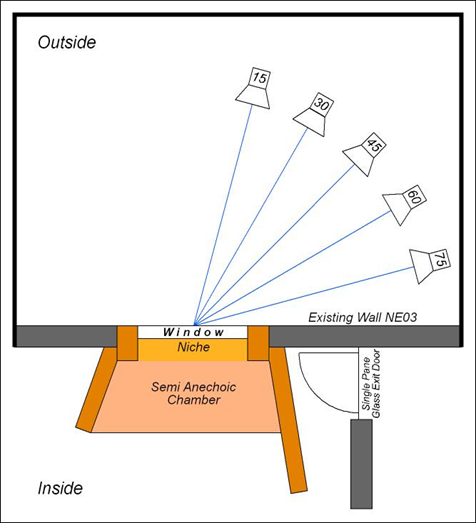 Outside
15
30
45
60
75
Existing Wall NE03
Window
Niche
Semi Anechoic
Chamber
Single Pane
Glass Exit Door
Inside